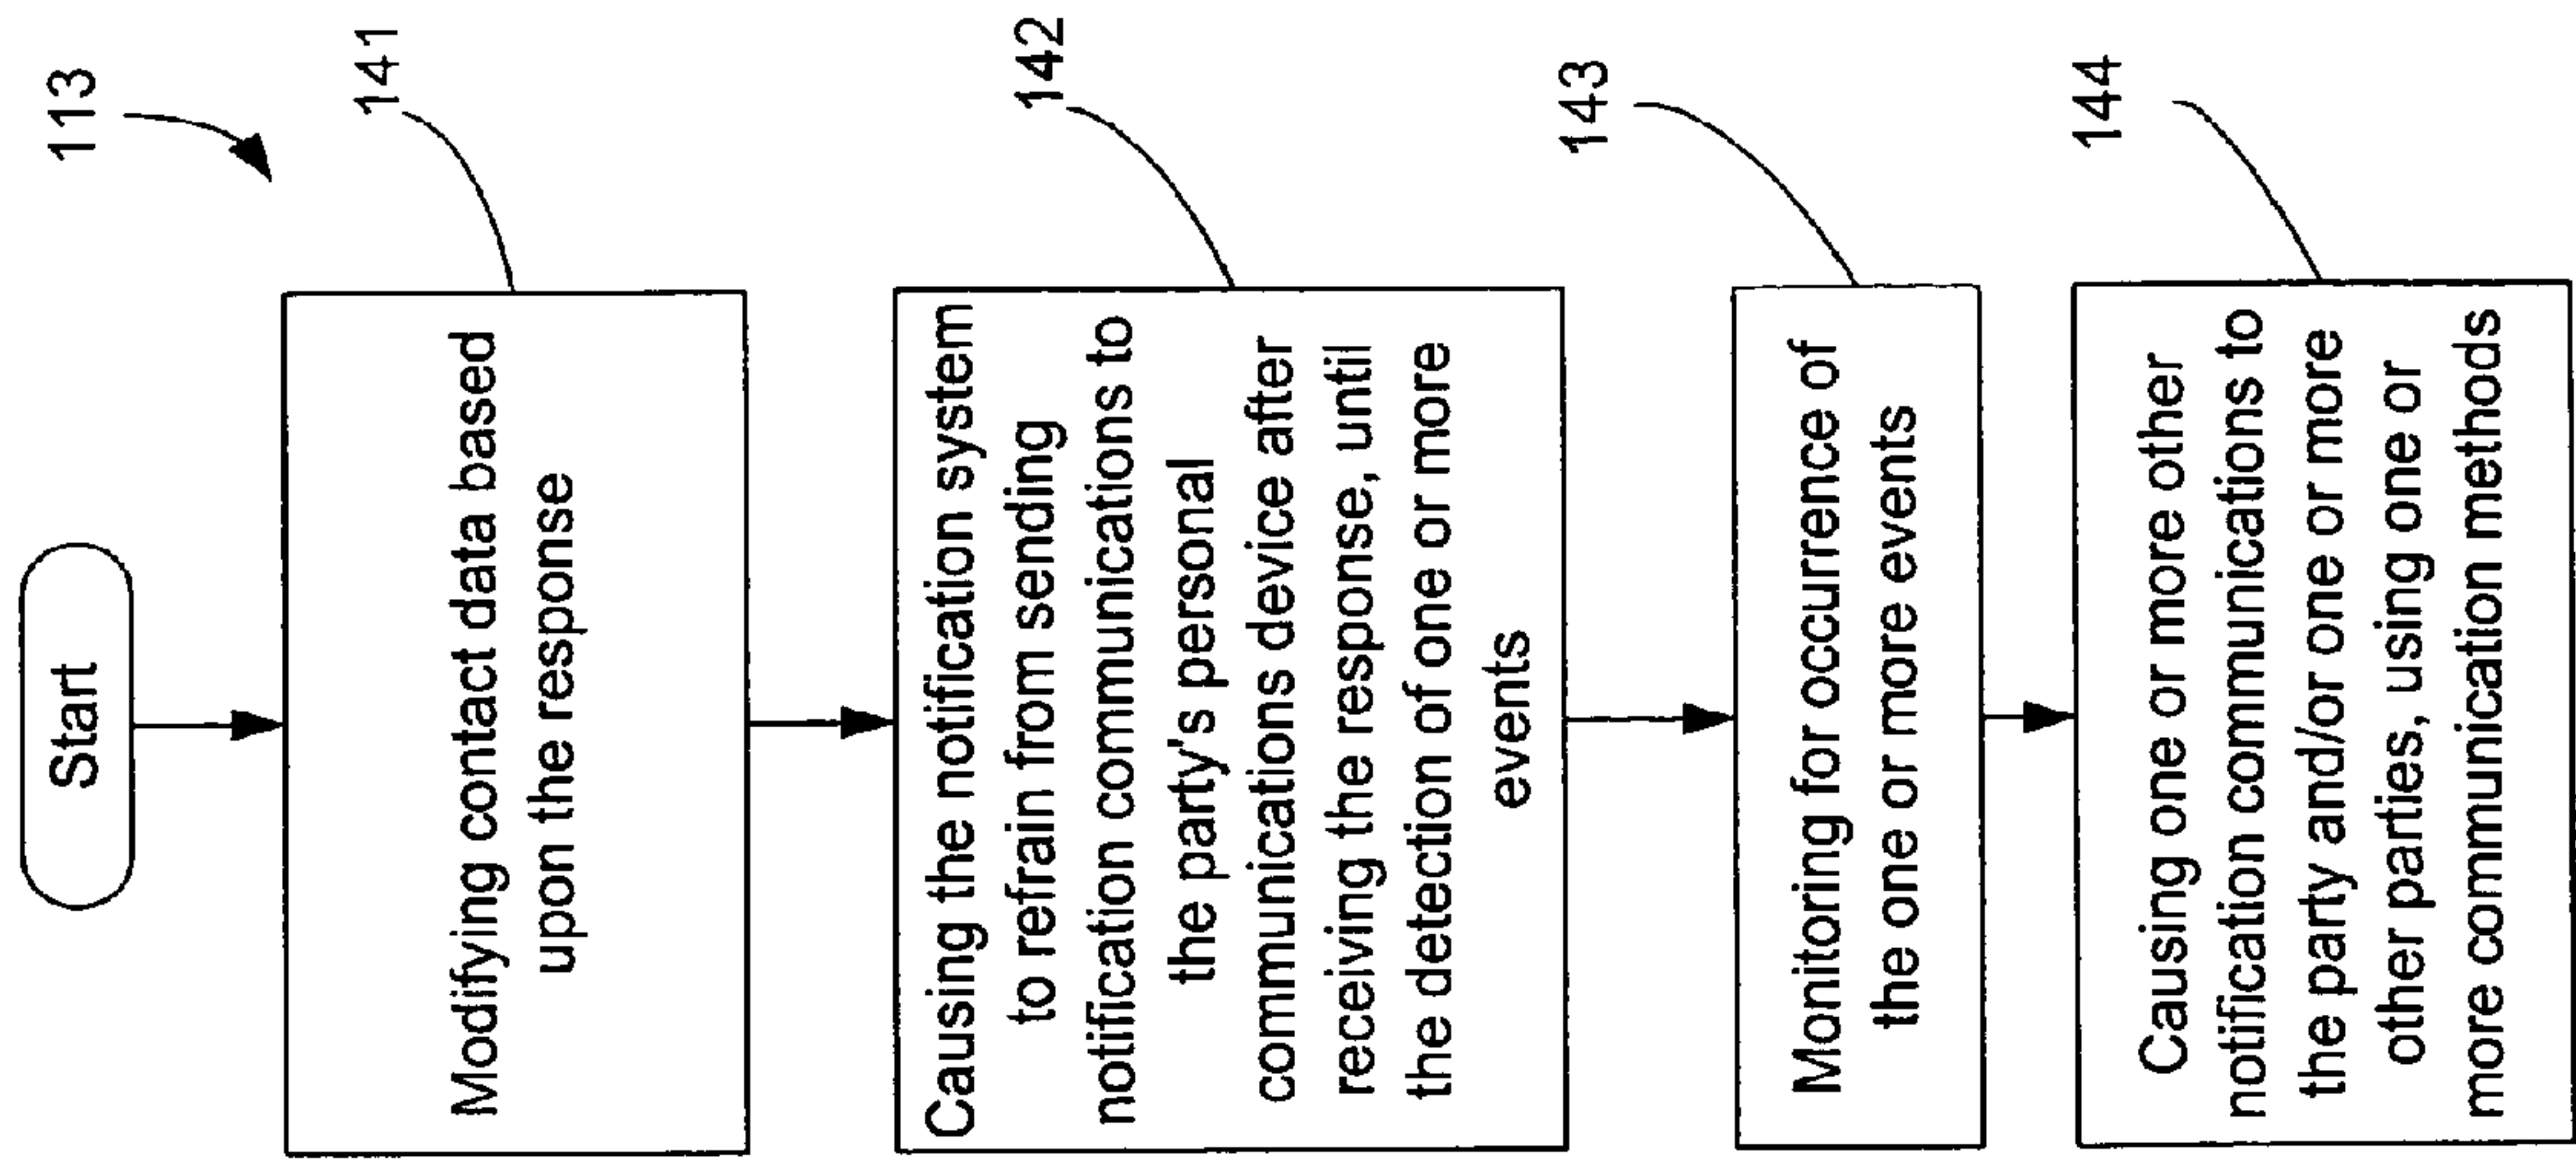 113
Start
141
Modifying contact data based
upon the response
142
Causing the notification system
to refrain from sending
notification communications to
the party's personal
communications device after
receiving the response, until
the detection of one or more
events
143
Monitoring for occurrence of
the one or more events
144
Causing one or more other
notification communications to
the party and/or one or more
other parties, using one or
more communication methods